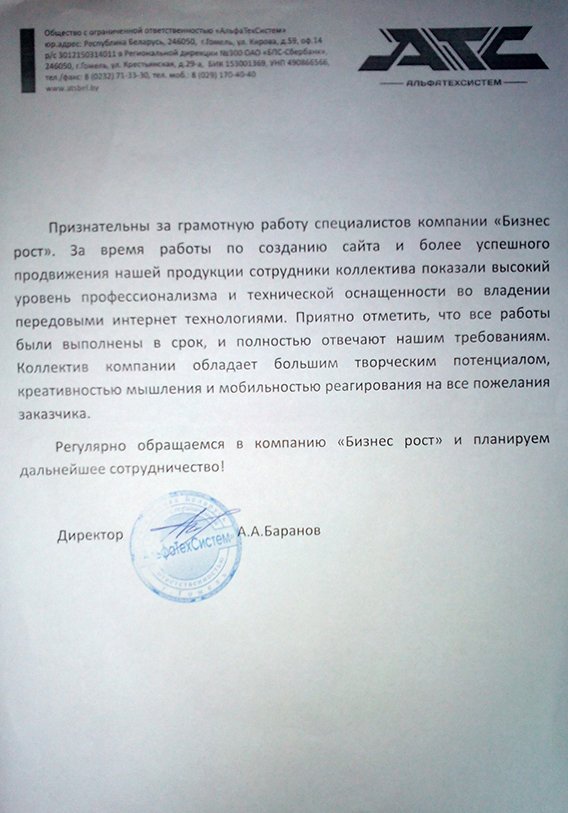 Общество с ограниченной ответственностью «АльфаТехСистем»
юр.адрес: Республика Беларусь, 246050, г.Гомель, ул. Кирова, д.59, оф.14
р/с 3012150314011 в Региональной дирекции №300 ОАО «БПС-Сбербанк»,
246050, г.Гомель, ул. Крестьянская, д.29-а, БИК 153001369, УНП 490866566,
тел./факс: 8 (0232) 71-33-30, тел. моб.: 8 (029) 170-40-40
www.atsbel.by
АТС
АЛЬФАТЕХСИСТЕМ
Признательны за грамотную работу специалистов компании «Бизнес
рост». За время работы по созданию сайта и более успешного
продвижения нашей продукции сотрудники коллектива показали высокий
уровень профессионализма и технической оснащенности во владении
передовыми интернет технологиями. Приятно отметить, что все работы
были выполнены в срок, и полностью отвечают нашим требованиям.
Коллектив компании обладает большим творческим потенциалом,
креативностью мышления и мобильностью реагирования на все пожелания
заказчика.
Регулярно обращаемся в компанию «Бизнес рост» и планируем
дальнейшее сотрудничество!
Директор А.А.Баранов
«АльфаТехСистем»
ответственностью
г.Гомель